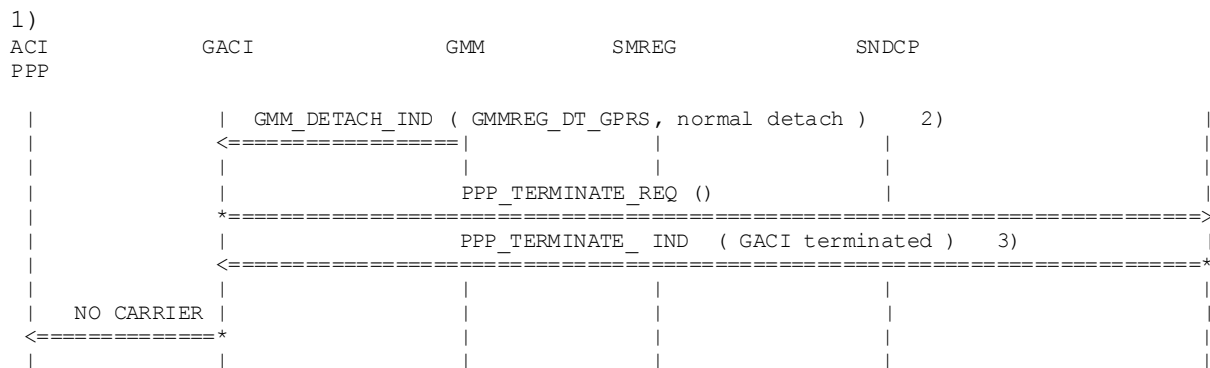 1)
ACI GACI GMM SMREG SNDCP
PPP
GMM_DETACH_IND ( GMMREG_DT_GPRS, normal detach ) 2)
PPP_TERMINATE_REQ ()
PPP_TERMINATE_ IND ( GACI terminated ) 3)
NO CARRIER